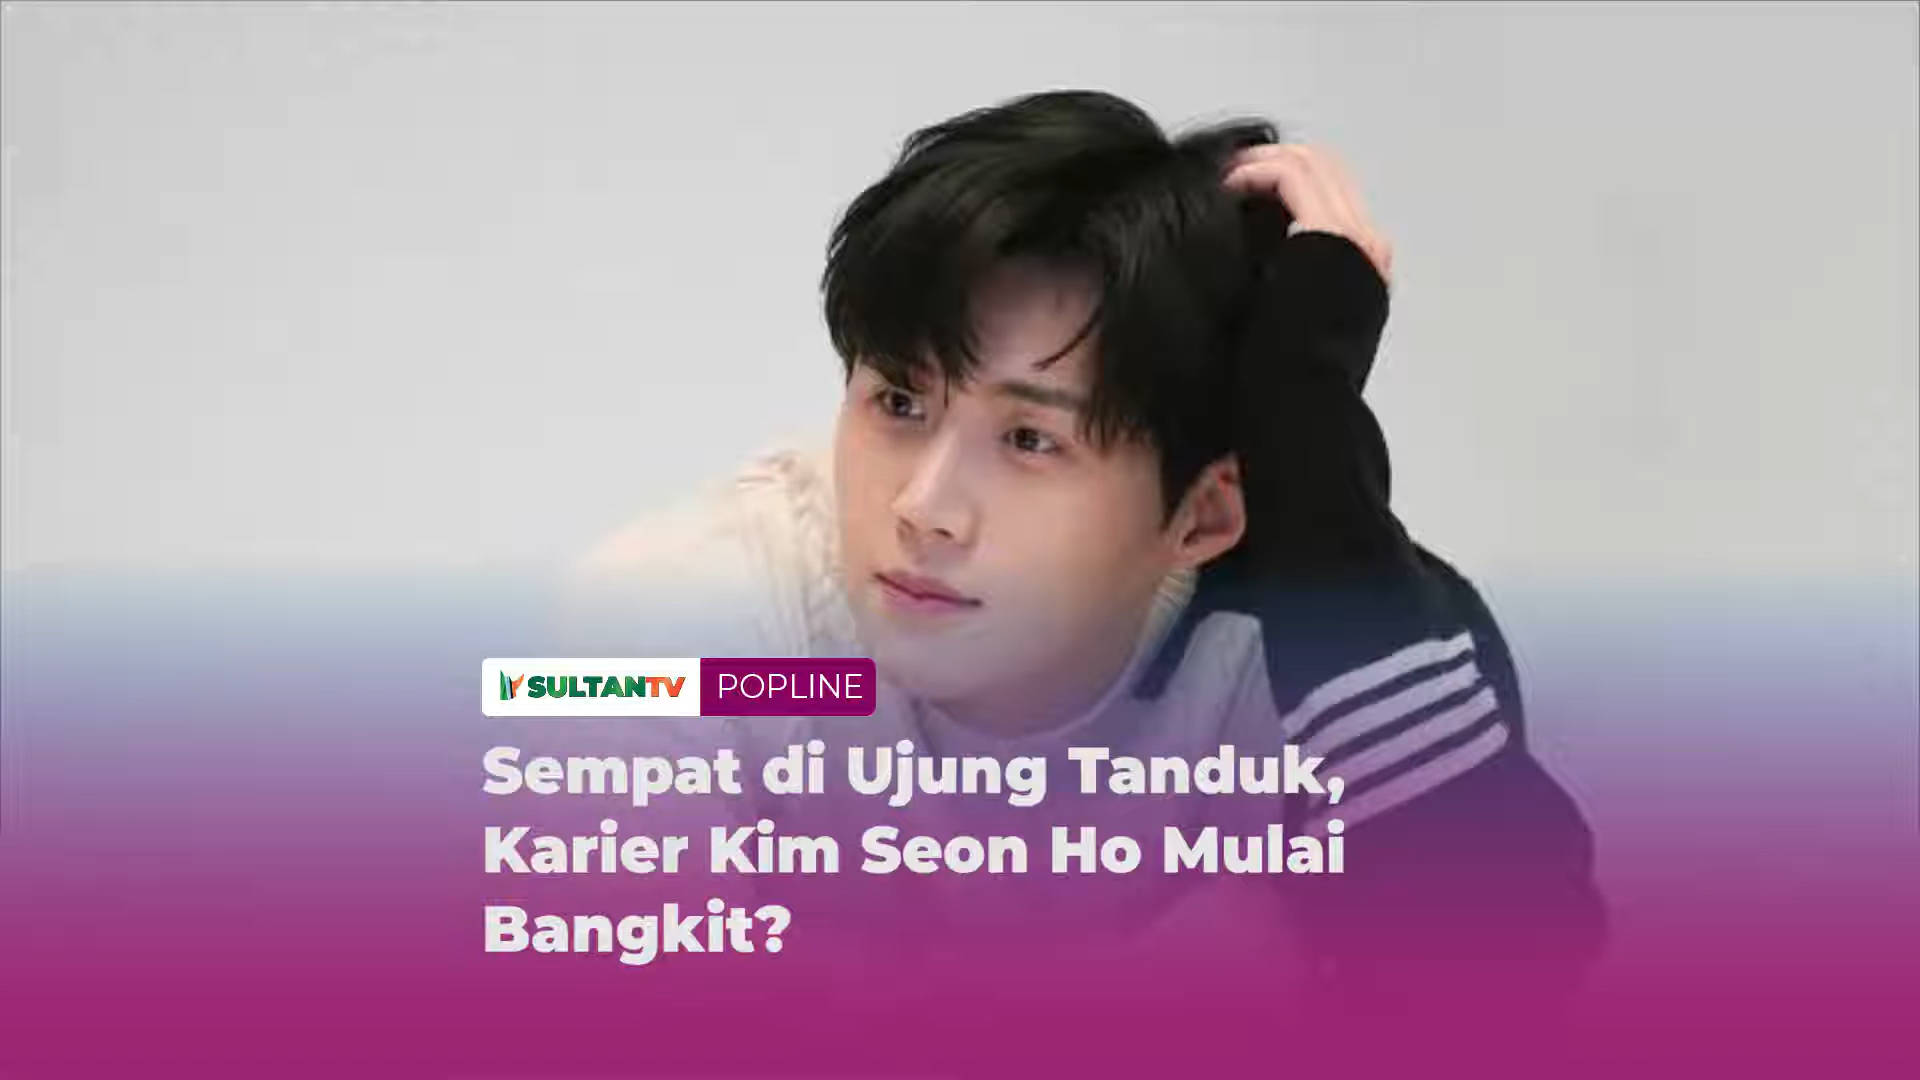 SULTANTV POPLINE
Sempat di Ujung Tanduk,
Karier Kim Seon Ho Mulai
Bangkit?